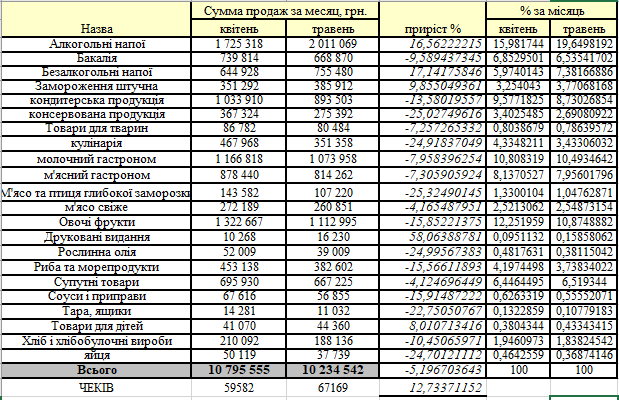 Сумма продаж за месяц, грн. % за місяць
Назва квітень травень приріст % квітень травень
Алкогольні напої 1 725 318 2 011 069 16,56222215 15,981744 19,6498192
Бакалія 739 814 668 870 -9,589437345 6,8529501 6,53541702
Безалкогольні напої 644 928 755 480 17,14175846 5,9740143 7,38166886
Замороження штучна 351 292 385 912 9,855049361 3,254043 3,77068168
кондитерська продукція 1 033 910 893 503 -13,58019557 9,5771825 8,73026854
консервована продукція 367 324 275 392 -25,02749616 3,4025485 2,69080922
Товари для тварин 86 782 80 484 -7,257265332 0,8038679 0,78639572
кулінарія 467 968 351 358 -24,91837049 4,3348211 3,43306032
молочний гастроном 1 166 818 1 073 958 -7,958396254 10,808319 10,4934642
м'ясний гастроном 878 440 814 262 -7,305905924 8,1370527 7,95601796
М'ясо та птиця глибокої заморозки 143 582 107 220 -25,32490145 1,3300104 1,04762871
м'ясо свіже 272 189 260 851 -4,165487951 2,5213062 2,54873154
Овочі фрукти 1 322 667 1 112 995 -15,85221375 12,251959 10,8748882
Друковані видання 10 268 16 230 58,06388781 0,0951132 0,15858062
Рослинна олія 52 009 39 009 -24,99567383 0,4817631 0,38115042
Риба та морепродукти 453 138 382 602 -15,56611893 4,1974498 3,73834022
Супутні товари 695 930 667 225 -4,124696449 6,4464495 6,519344
Соуси і приправи 67 616 56 855 -15,91487222 0,6263319 0,55552071
Тара, ящики 14 281 11 032 -22,75050767 0,1322859 0,10779183
Товари для дітей 41 070 44 360 8,010713416 0,3804344 0,43343415
Хліб і хлібобулочні вироби 210 092 188 136 -10,45065971 1,9460973 1,83824542
яйця 50 119 37 739 -24,70121112 0,4642559 0,36874146
Всього 10 795 555 10 234 542 -5,196703643 100 100
ЧЕКІВ 59582 67169 12,73371152